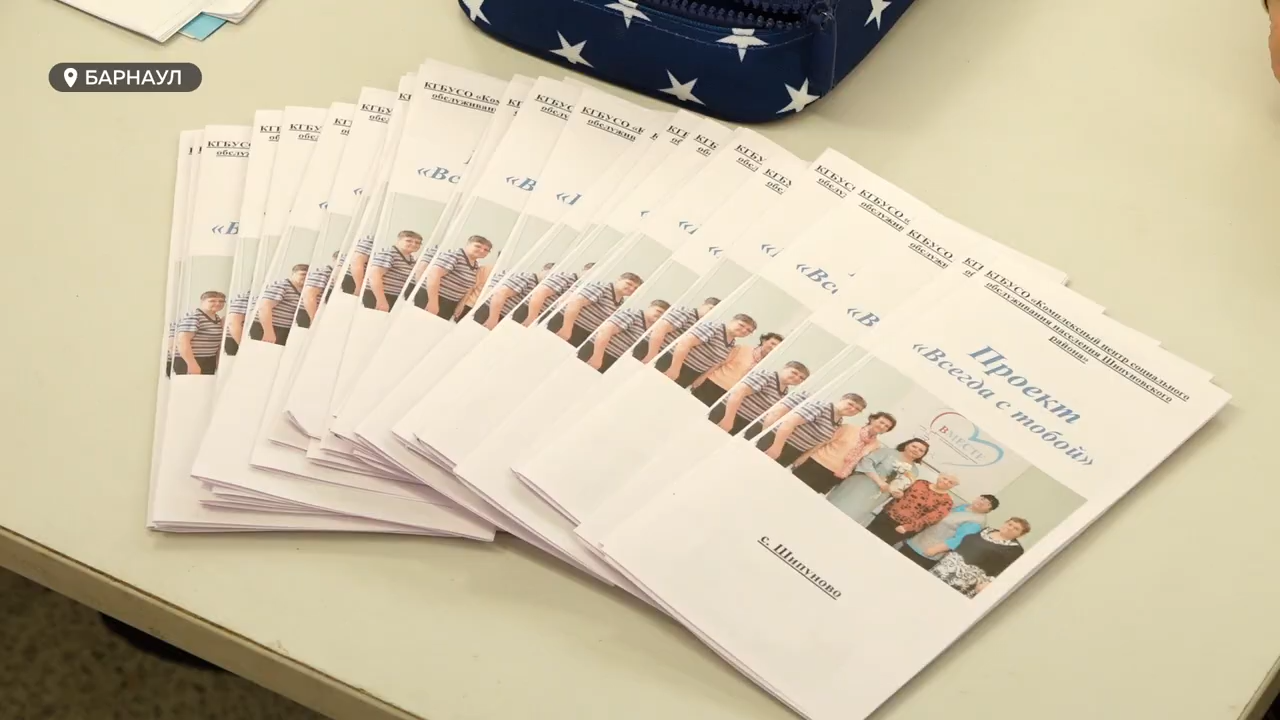 БАРНАУЛ
КГБУСО «Комплексный центр социального
обслуживания населения Шипуновского
района»
Проект
«Всегда с тобой»
ВМЕСТЕ
с. Шипуново